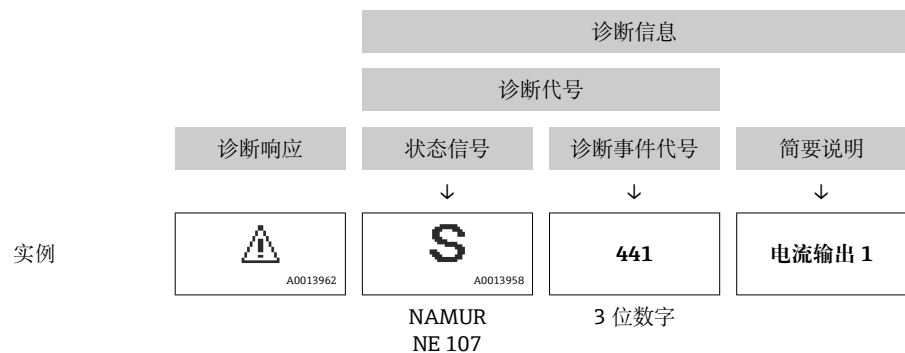 诊断信息
诊断代号
诊断响应 状态信号 诊断事件代号 简要说明
实例 A0013962 S A0013958 441 电流输出 1
NAMUR 3 位数字
NE 107